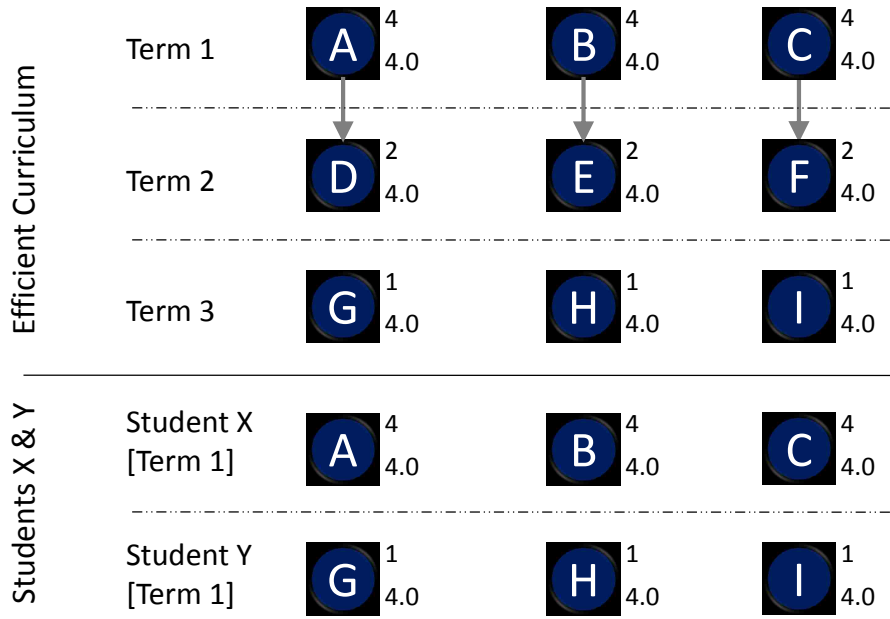 Efficient Curriculum
Term 1
A 4 4.0
B 4 4.0
C 4 4.0
Term 2
D 2 4.0
E 2 4.0
F 2 4.0
Term 3
G 1 4.0
H 1 4.0
I 1 4.0
Students X & Y
Student X
[Term 1]
A 4 4.0
B 4 4.0
C 4 4.0
Student Y
[Term 1]
G 1 4.0
H 1 4.0
I 1 4.0